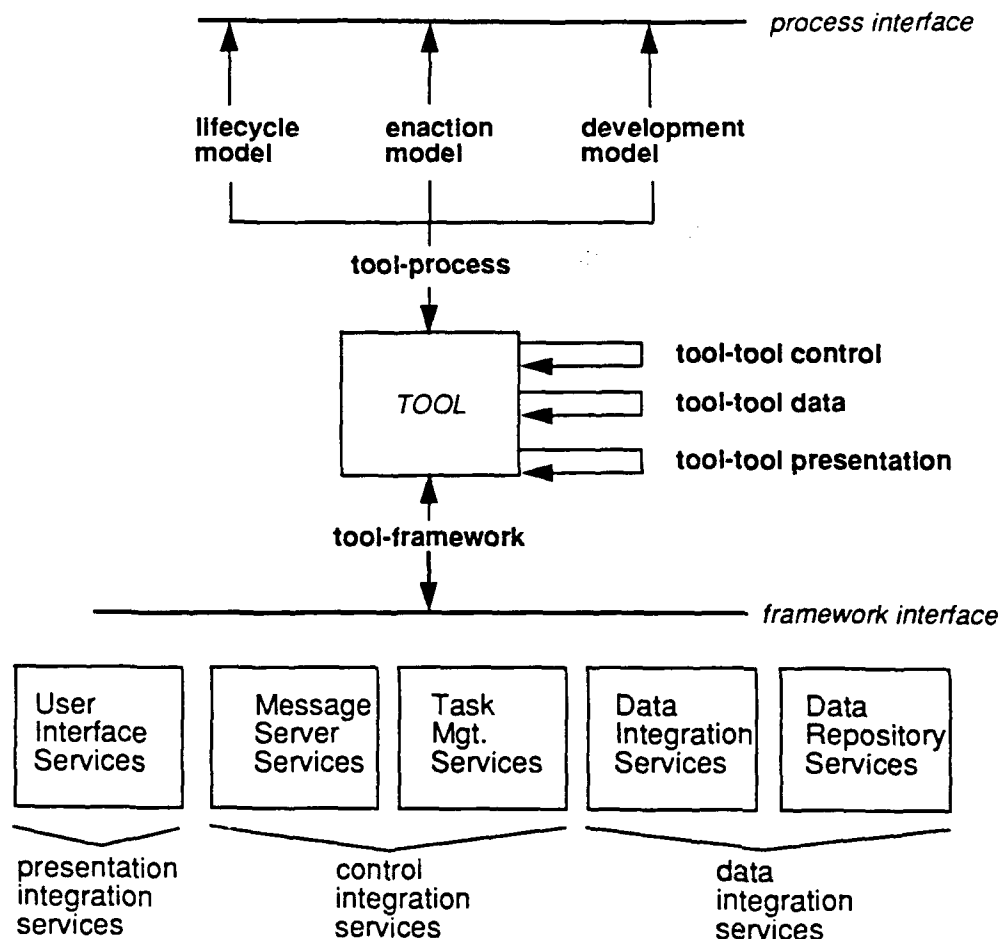 process interface
lifecycle
model
enaction
model
development
model
tool-process
TOOL
tool-tool control
tool-tool data
tool-tool presentation
tool-framework
framework interface
User
Interface
Services
Message
Server
Services
Task
Mgt.
Services
Data
Integration
Services
Data
Repository
Services
presentation
integration
services
control
integration
services
data
integration
services